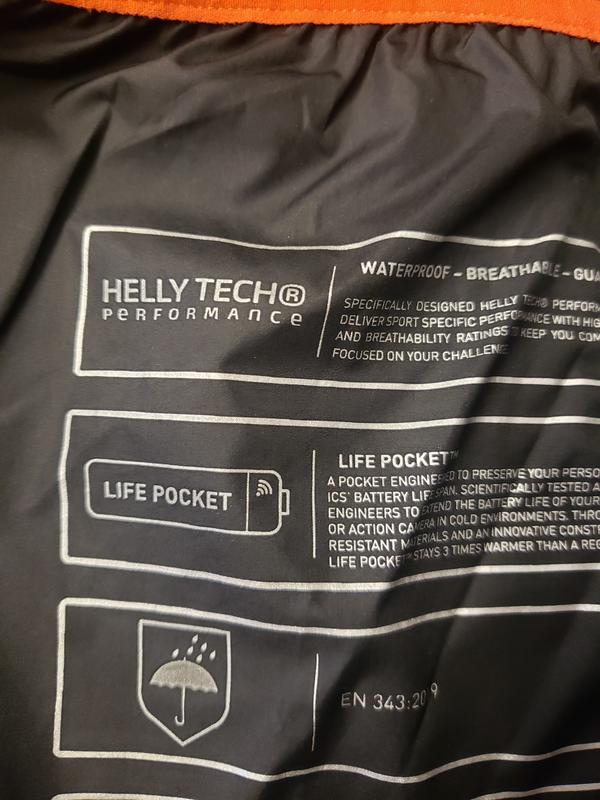 HELLY TECH®
PERFORMANCE
WATERPROOF – BREATHABLE – GUA
SPECIFICALLY DESIGNED HELLY TECH® PERFORM
DELIVER SPORT SPECIFIC PERFORMANCE WITH HIG
AND BREATHABILITY RATINGS KEEP YOU COM
FOCUSED ON YOUR CHALLENGE
LIFE POCKET
LIFE POCKET™
A POCKET ENGINEERED TO PRESERVE YOUR PERSO
ICS' BATTERY LIFESPAN. SCIENTIFICALLY TESTED A
ENGINEERS TO EXTEND THE BATTERY LIFE OF YOUR
OR ACTION CAMERA IN COLD ENVIRONMENTS. THRO
RESISTANT MATERIALS AND AN INNOVATIVE CONST
LIFE POCKET™ STAYS 3 TIMES WARMER THAN A REG
EN 343:20 9